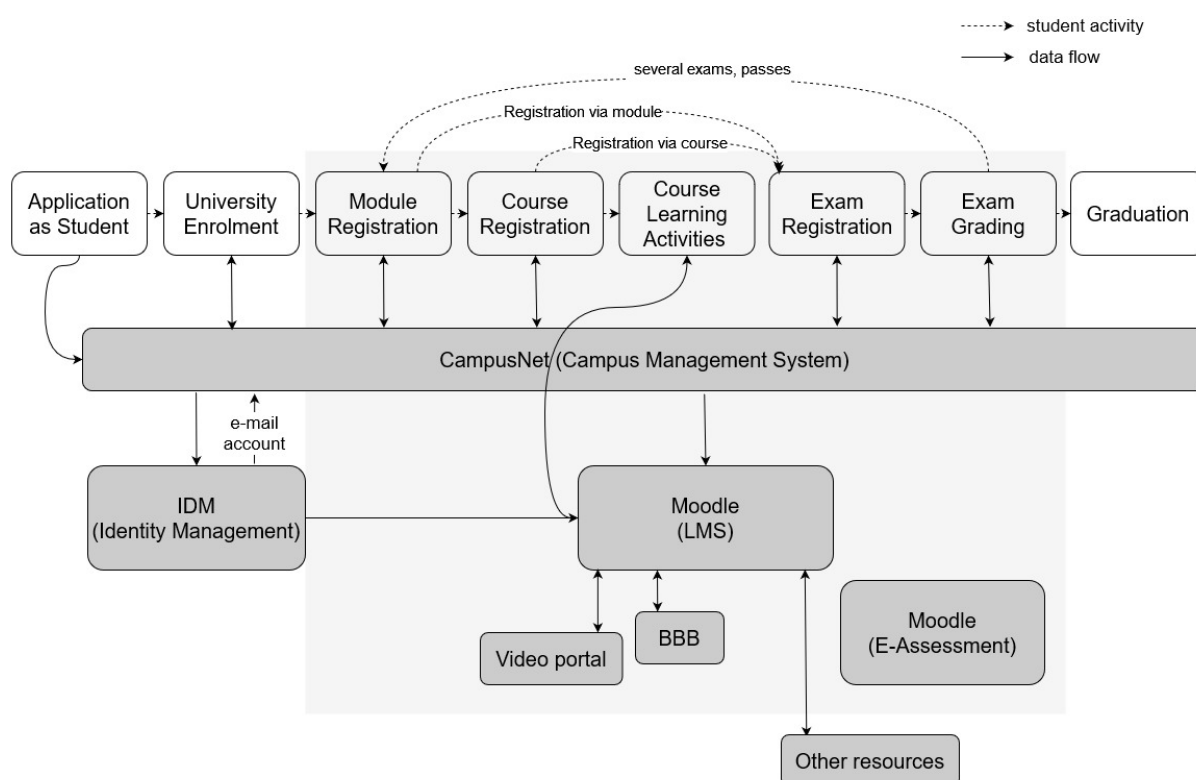 student activity
data flow
several exams, passes
Registration via module
Registration via course
Application
as Student
University
Enrolment
Module
Registration
Course
Registration
Course
Learning
Activities
Exam
Registration
Exam
Grading
Graduation
CampusNet (Campus Management System)
e-mail
account
IDM
(Identity Management)
Moodle
(LMS)
Video portal
BBB
Moodle
(E-Assessment)
Other resources